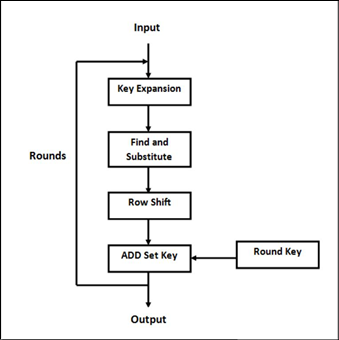 Input
Key Expansion
Find and
Substitute
Rounds
Row Shift
ADD Set Key
Round Key
Output